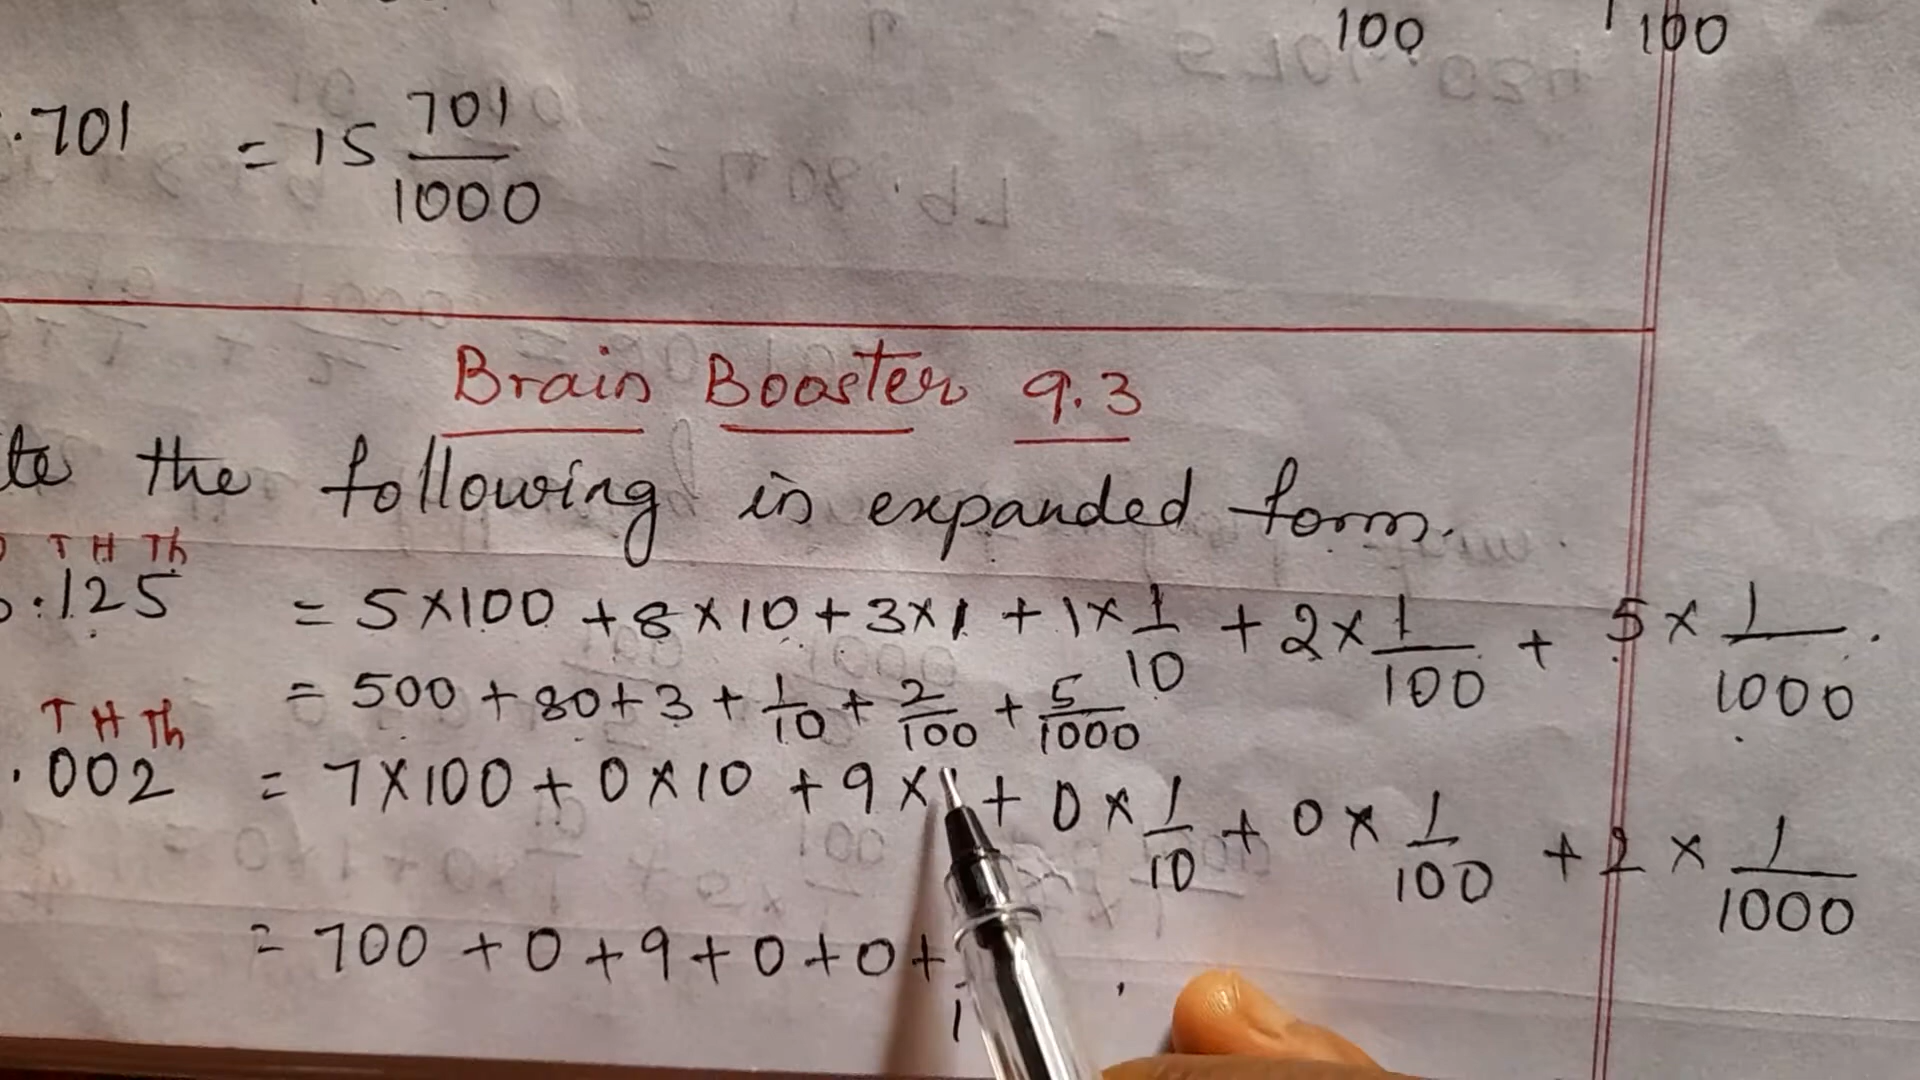 100 100
.701 = 15 701/1000
Brain Booster 9.3
the following in expanded form.
T H Th
.125 = 5×100 + 8×10 + 3×1 + 1×1/10 + 2×1/100 + 5×1/1000.
= 500 + 80 + 3 + 1/10 + 2/100 + 5/1000
T H Th
.002 = 7×100 + 0×10 + 9× + 0×1/10 + 0×1/100 + 2×1/1000
= 700 + 0 + 9 + 0 + 0 +